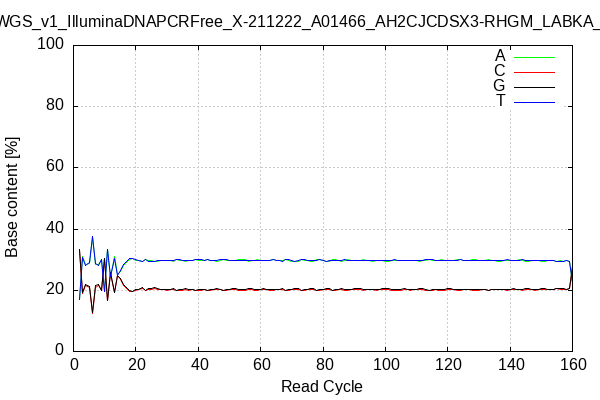 WGS_v1_IlluminaDNAPCRFree_X-211222_A01466_AH2CJCDSX3-RHGM_LABKA_
100
80
60
40
20
0
Base content [%]
A
C
G
T
0 20 40 60 80 100 120 140 160
Read Cycle